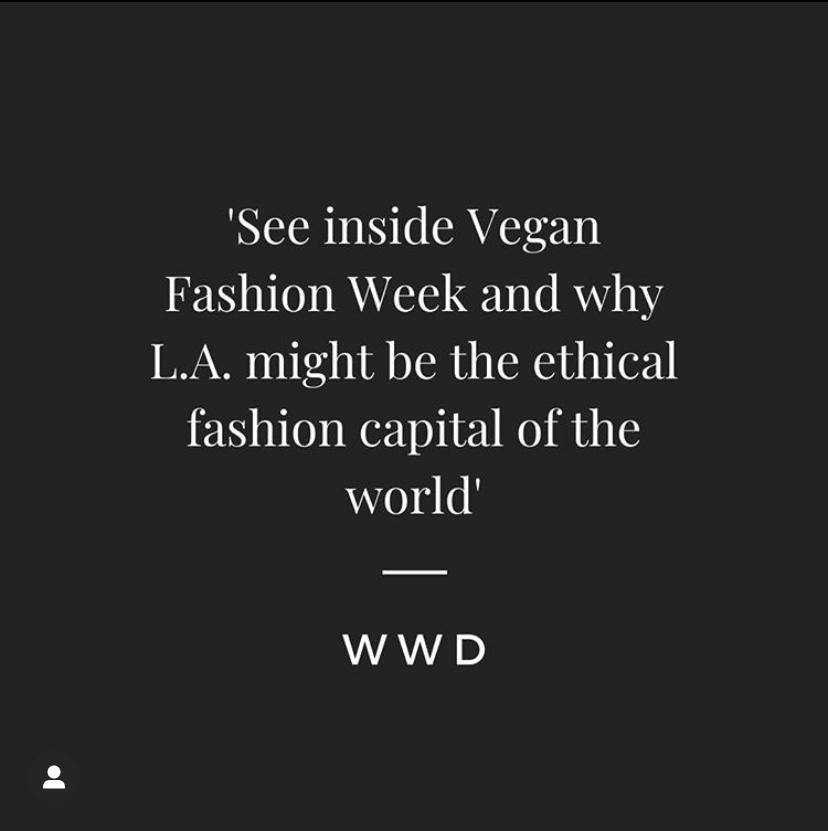 'See inside Vegan
Fashion Week and why
L.A. might be the ethical
fashion capital of the
world'
WWD